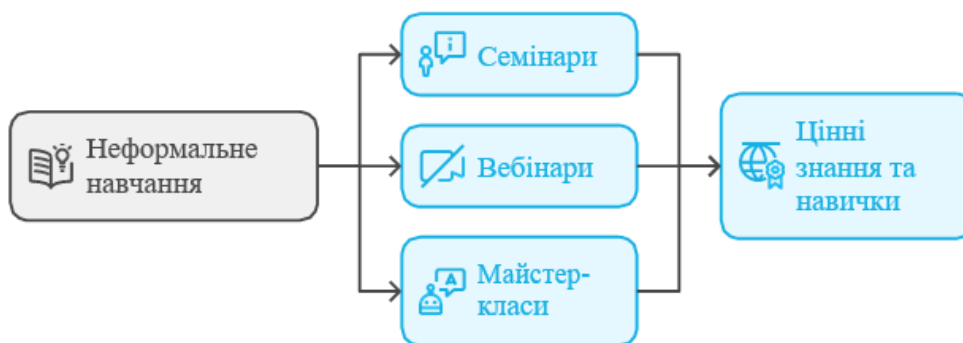 Неформальне
навчання
Семінари
Вебінари
Майстер-
класи
Цінні
знання та
навички